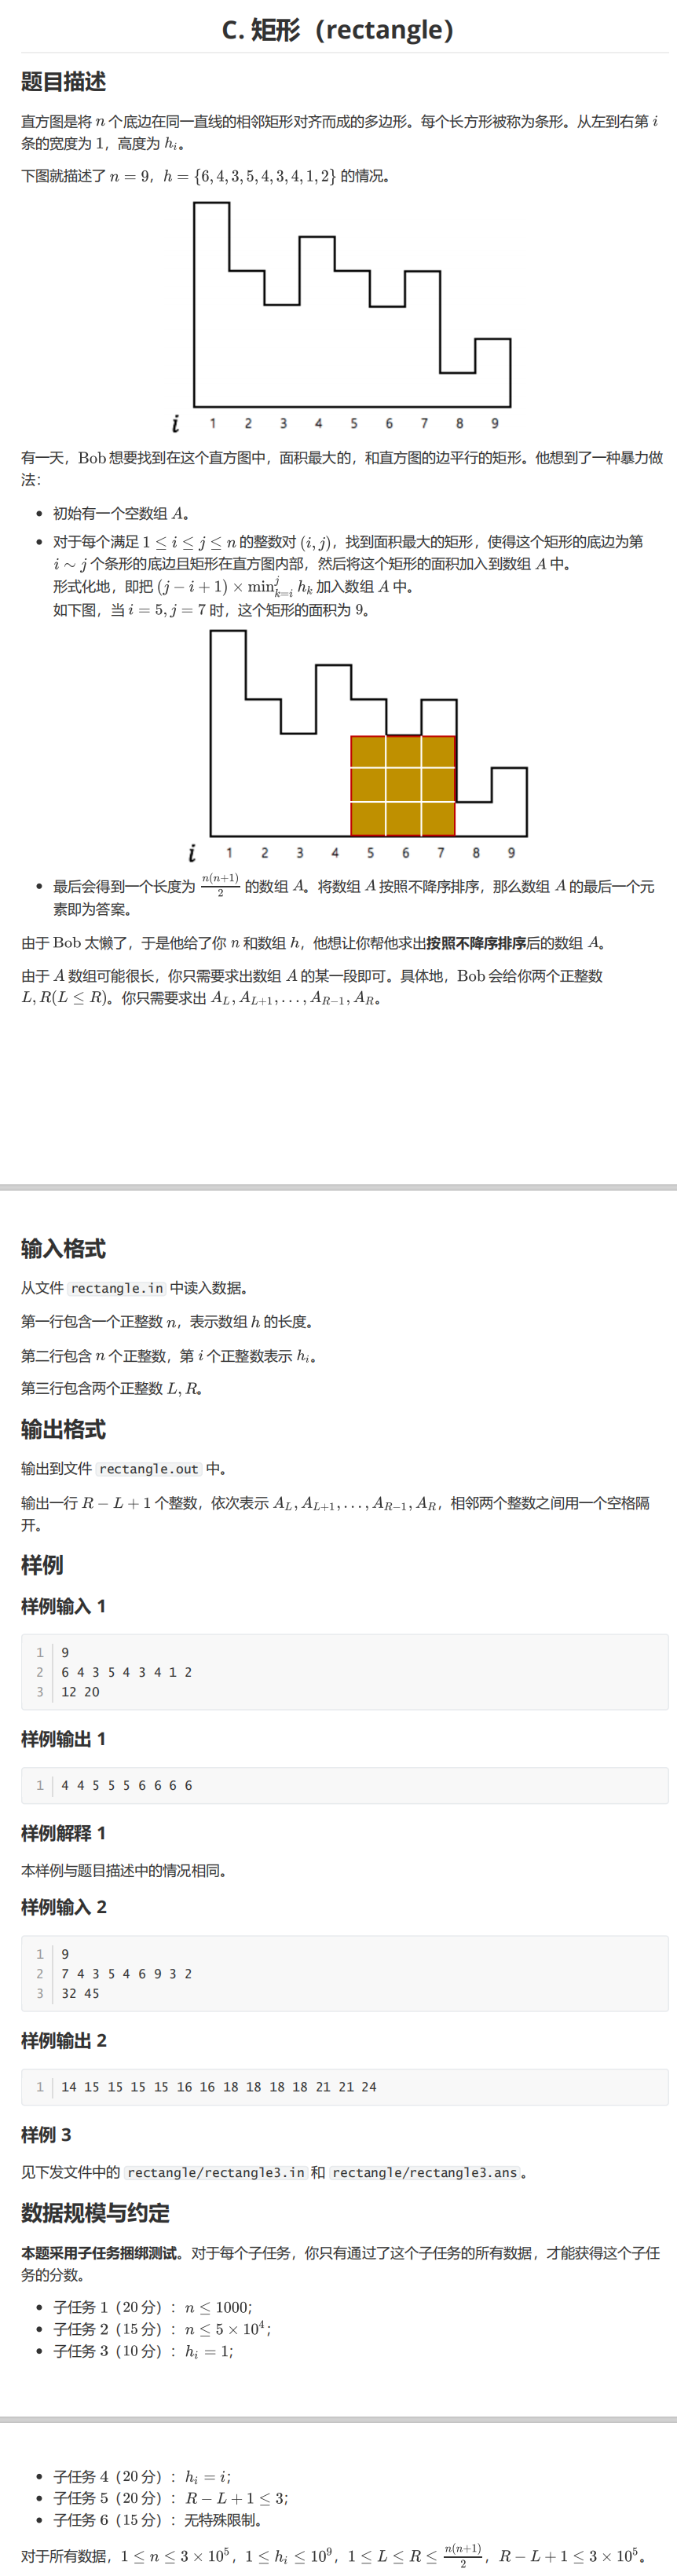 C. 矩形（rectangle）
题目描述
直方图是将 n 个底边在同一直线的相邻矩形对齐而成的多边形。每个长方形被称为条形。从左到右第 i
条的宽度为 1，高度为 h_i。
下图就描述了 n = 9，h = {6, 4, 3, 5, 4, 3, 4, 1, 2} 的情况。
i 1 2 3 4 5 6 7 8 9
有一天，Bob 想要找到在这个直方图中，面积最大的，和直方图的边平行的矩形。他想到了一种暴力做
法：
• 初始有一个空数组 A。
• 对于每个满足 1 ≤ i ≤ j ≤ n 的整数对 (i, j)，找到面积最大的矩形，使得这个矩形的底边为第
i ∼ j 个条形的底边且矩形在直方图内部，然后将这个矩形的面积加入到数组 A 中。
形式化地，即把 (j − i + 1) × min_{k=i}^{j} h_k 加入数组 A 中。
如下图，当 i = 5, j = 7 时，这个矩形的面积为 9。
i 1 2 3 4 5 6 7 8 9
• 最后会得到一个长度为 n(n+1)/2 的数组 A。将数组 A 按照不降序排序，那么数组 A 的最后一个元
素即为答案。
由于 Bob 太懒了，于是他给了你 n 和数组 h，他想让你帮他求出按照不降序排序后的数组 A。
由于 A 数组可能很长，你只需要求出数组 A 的某一段即可。具体地，Bob 会给你两个正整数
L, R(L ≤ R)。你只需要求出 A_L, A_{L+1}, . . . , A_{R−1}, A_R。
输入格式
从文件 rectangle.in 中读入数据。
第一行包含一个正整数 n，表示数组 h 的长度。
第二行包含 n 个正整数，第 i 个正整数表示 h_i。
第三行包含两个正整数 L, R。
输出格式
输出到文件 rectangle.out 中。
输出一行 R − L + 1 个整数，依次表示 A_L, A_{L+1}, . . . , A_{R−1}, A_R，相邻两个整数之间用一个空格隔
开。
样例
样例输入 1
1 9
2 6 4 3 5 4 3 4 1 2
3 12 20
样例输出 1
1 4 4 5 5 5 6 6 6 6
样例解释 1
本样例与题目描述中的情况相同。
样例输入 2
1 9
2 7 4 3 5 4 6 9 3 2
3 32 45
样例输出 2
1 14 15 15 15 15 16 16 18 18 18 18 21 21 24
样例 3
见下发文件中的 rectangle/rectangle3.in 和 rectangle/rectangle3.ans。
数据规模与约定
本题采用子任务捆绑测试。对于每个子任务，你只有通过了这个子任务的所有数据，才能获得这个子任
务的分数。
• 子任务 1（20 分）：n ≤ 1000；
• 子任务 2（15 分）：n ≤ 5 × 10^4；
• 子任务 3（10 分）：h_i = 1；
• 子任务 4（20 分）：h_i = i；
• 子任务 5（20 分）：R − L + 1 ≤ 3；
• 子任务 6（15 分）：无特殊限制。
对于所有数据，1 ≤ n ≤ 3 × 10^5，1 ≤ h_i ≤ 10^9，1 ≤ L ≤ R ≤ n(n+1)/2，R − L + 1 ≤ 3 × 10^5。